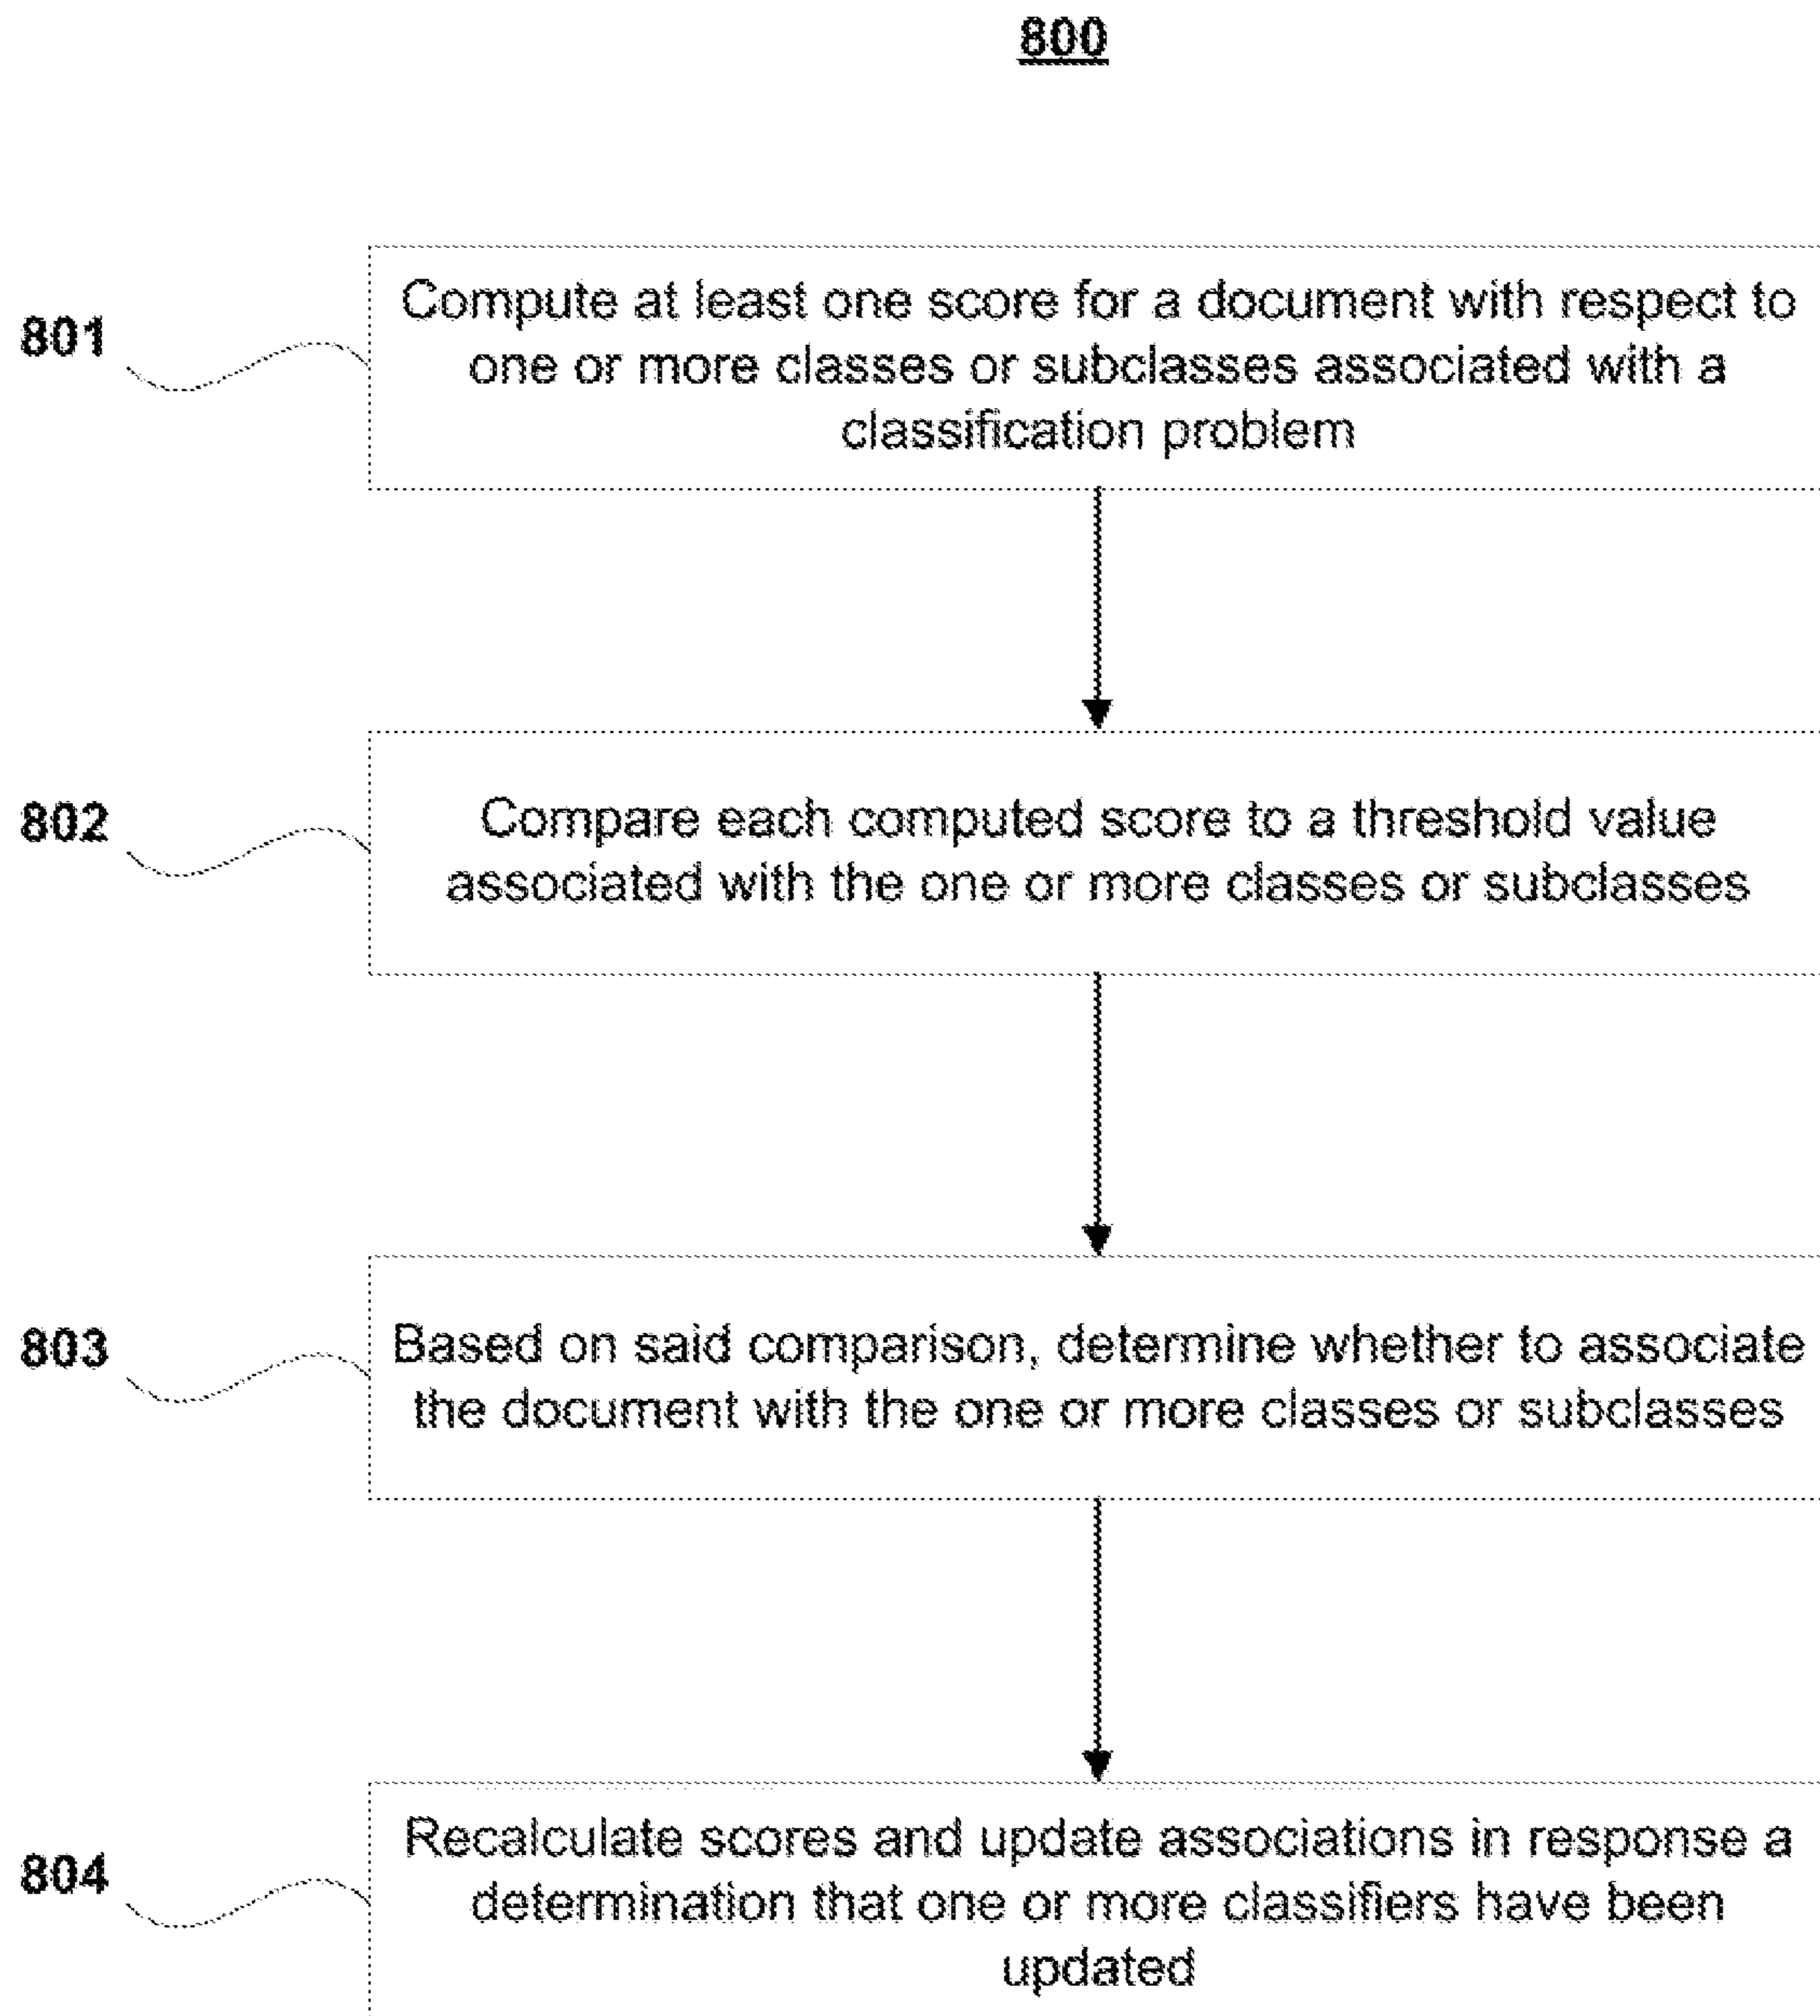 800
801
Compute at least one score for a document with respect to
one or more classes or subclasses associated with a
classification problem
802
Compare each computed score to a threshold value
associated with the one or more classes or subclasses
803
Based on said comparison, determine whether to associate
the document with the one or more classes or subclasses
804
Recalculate scores and update associations in response a
determination that one or more classifiers have been
updated